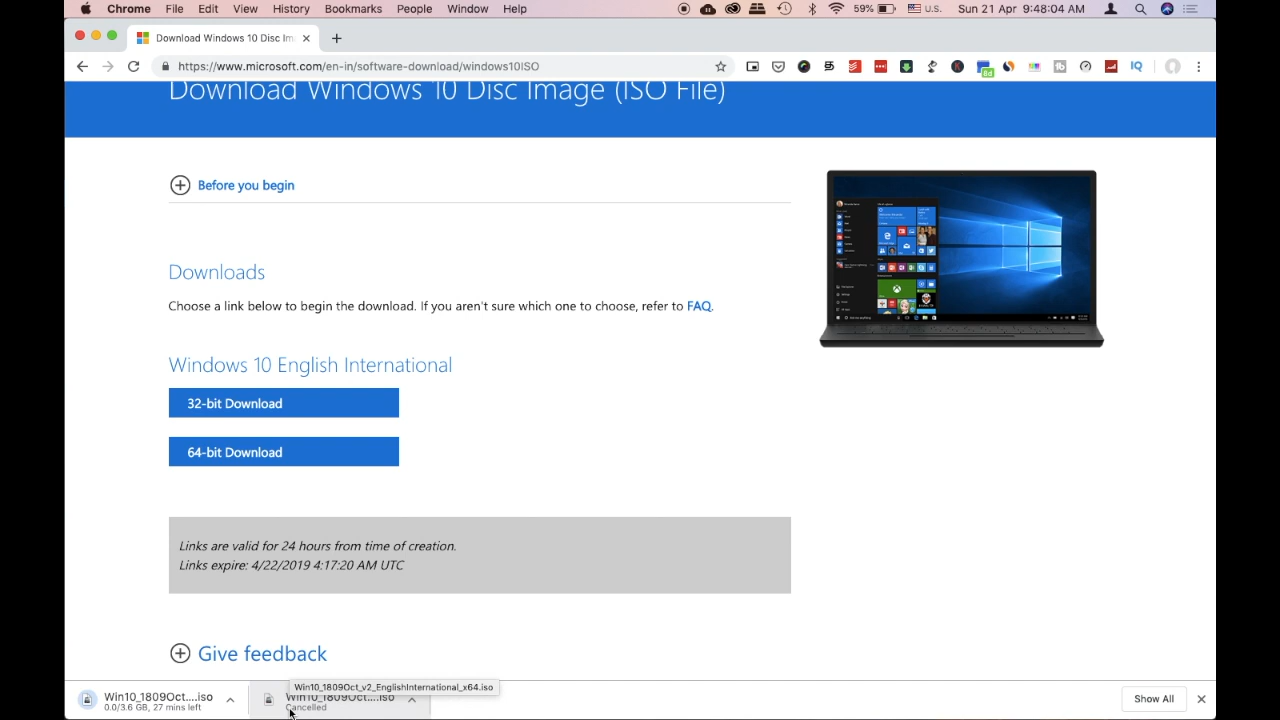 Chrome File Edit View History Bookmarks People Window Help 59% U.S. Sun 21 Apr 9:48:04 AM
Download Windows 10 Disc Im
https://www.microsoft.com/en-in/software-download/windows10ISO
8d IQ
Download Windows 10 Disc Image (ISO File)
Before you begin
Downloads
Choose a link below to begin the download. If you aren't sure which one to choose, refer to FAQ.
Windows 10 English International
32-bit Download
64-bit Download
Links are valid for 24 hours from time of creation.
Links expire: 4/22/2019 4:17:20 AM UTC
Give feedback
Win10_1809Oct_v2_EnglishInternational_x64.iso
Win10_1809Oct....iso
0.0/3.6 GB, 27 mins left
Win10_1809Oct....iso
Cancelled
Show All